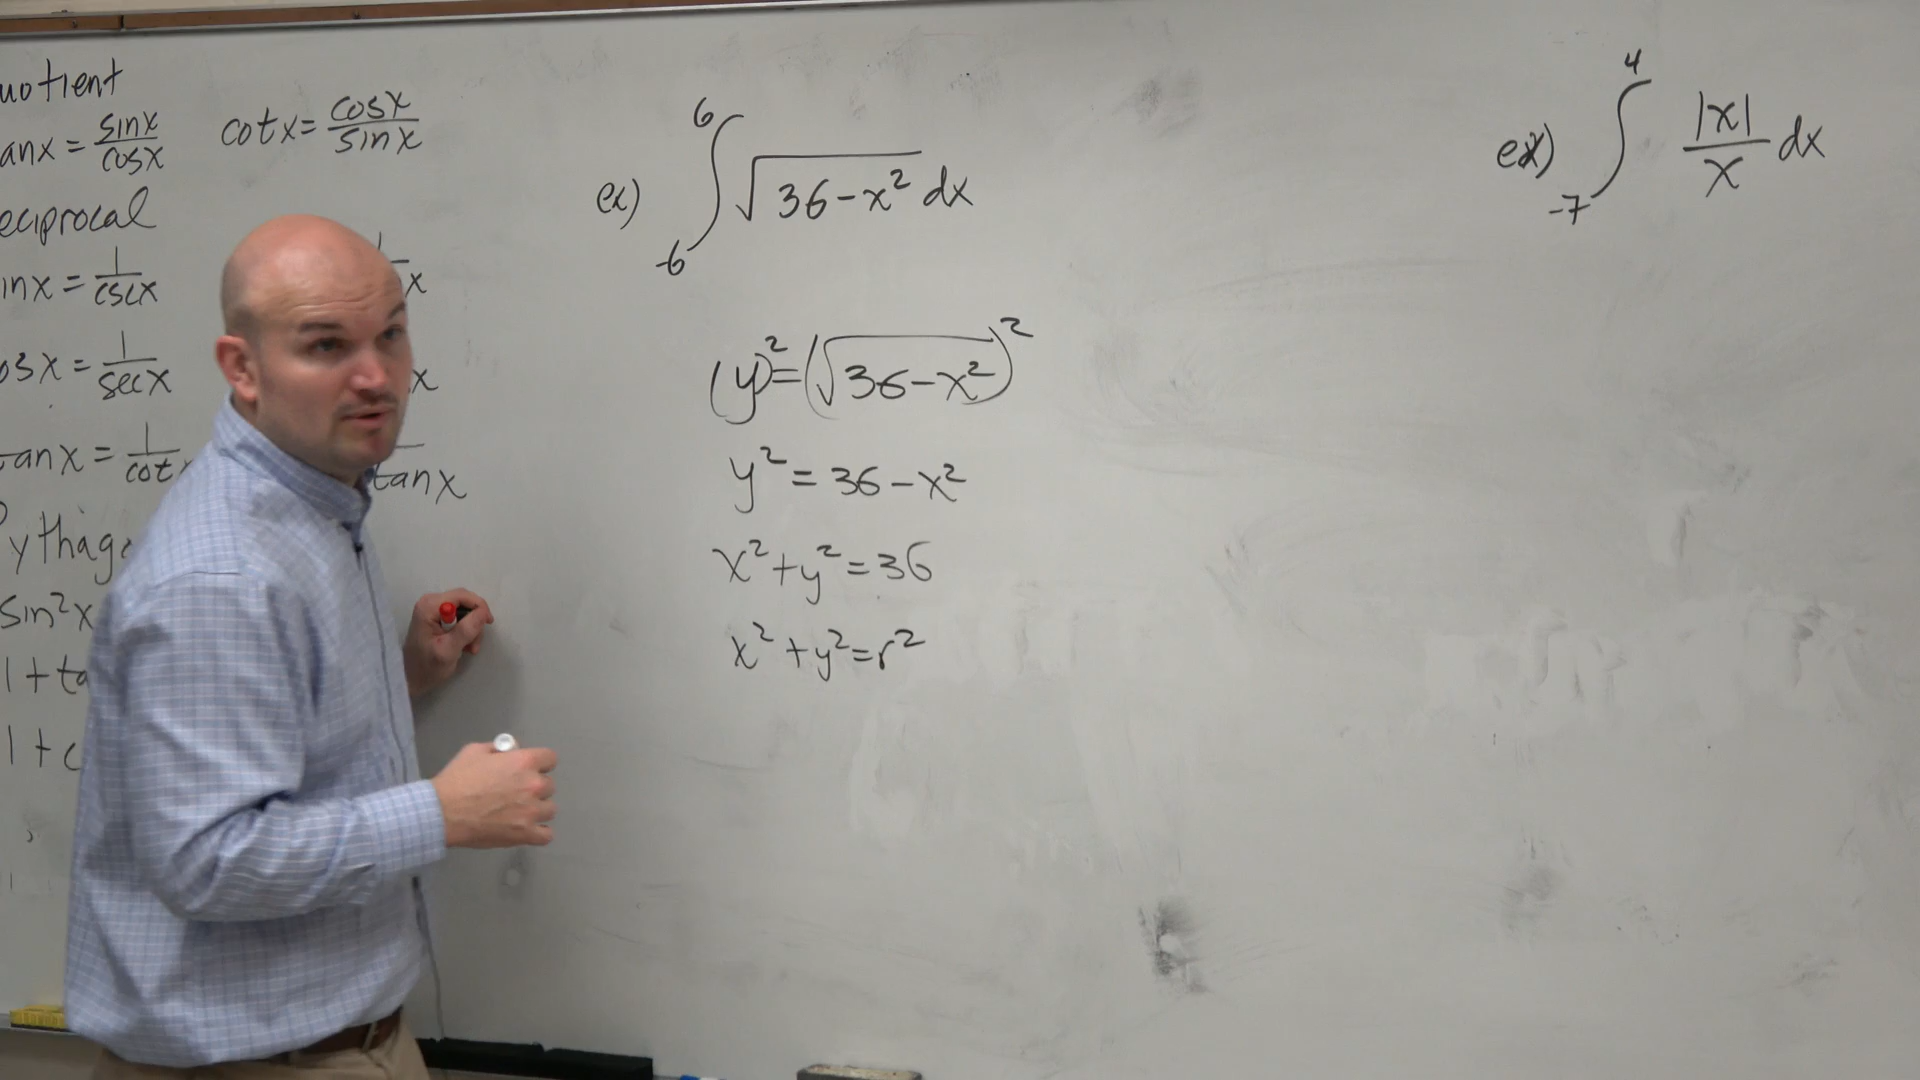 uotient
anx = sinx/cosx cotx = cosx/sinx
eciprocal
inx = 1/cscx
osx = 1/secx
tanx = 1/cot
tanx
Pythag
sin²x
1 + ta
1 + c
ex) ∫_{-6}^{6} √(36-x²) dx
(y)² = (√(36-x²))²
y² = 36-x²
x²+y²=36
x²+y²=r²
ex) ∫_{-7}^{4} |x|/x dx